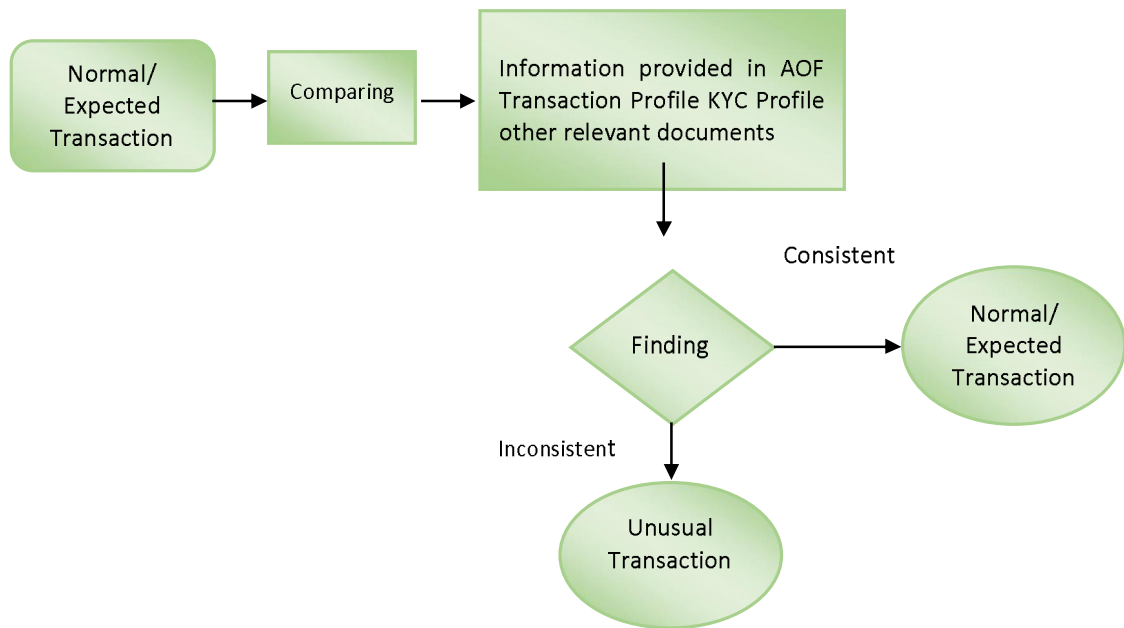 Normal/
Expected
Transaction
Comparing
Information provided in AOF
Transaction Profile KYC Profile
other relevant documents
Consistent
Finding
Normal/
Expected
Transaction
Inconsistent
Unusual
Transaction